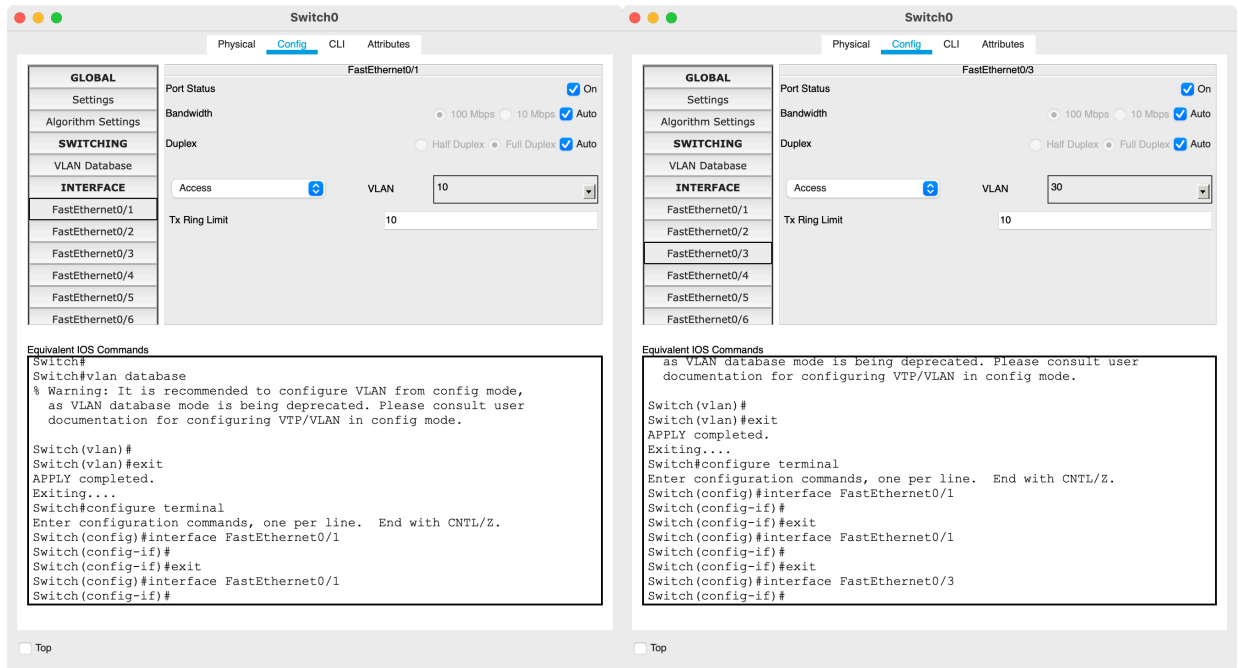 Switch0
Physical Config CLI Attributes
GLOBAL
Settings
Algorithm Settings
SWITCHING
VLAN Database
INTERFACE
FastEthernet0/1
FastEthernet0/2
FastEthernet0/3
FastEthernet0/4
FastEthernet0/5
FastEthernet0/6
FastEthernet0/1
Port Status On
Bandwidth 100 Mbps 10 Mbps Auto
Duplex Half Duplex Full Duplex Auto
Access VLAN 10
Tx Ring Limit 10
Equivalent IOS Commands
Switch#
Switch#vlan database
% Warning: It is recommended to configure VLAN from config mode,
as VLAN database mode is being deprecated. Please consult user
documentation for configuring VTP/VLAN in config mode.
Switch(vlan)#
Switch(vlan)#exit
APPLY completed.
Exiting....
Switch#configure terminal
Enter configuration commands, one per line. End with CNTL/Z.
Switch(config)#interface FastEthernet0/1
Switch(config-if)#
Switch(config-if)#exit
Switch(config)#interface FastEthernet0/1
Switch(config-if)#
Top
Switch0
Physical Config CLI Attributes
GLOBAL
Settings
Algorithm Settings
SWITCHING
VLAN Database
INTERFACE
FastEthernet0/1
FastEthernet0/2
FastEthernet0/3
FastEthernet0/4
FastEthernet0/5
FastEthernet0/6
FastEthernet0/3
Port Status On
Bandwidth 100 Mbps 10 Mbps Auto
Duplex Half Duplex Full Duplex Auto
Access VLAN 30
Tx Ring Limit 10
Equivalent IOS Commands
as VLAN database mode is being deprecated. Please consult user
documentation for configuring VTP/VLAN in config mode.
Switch(vlan)#
Switch(vlan)#exit
APPLY completed.
Exiting....
Switch#configure terminal
Enter configuration commands, one per line. End with CNTL/Z.
Switch(config)#interface FastEthernet0/1
Switch(config-if)#
Switch(config-if)#exit
Switch(config)#interface FastEthernet0/1
Switch(config-if)#
Switch(config-if)#exit
Switch(config)#interface FastEthernet0/3
Switch(config-if)#
Top